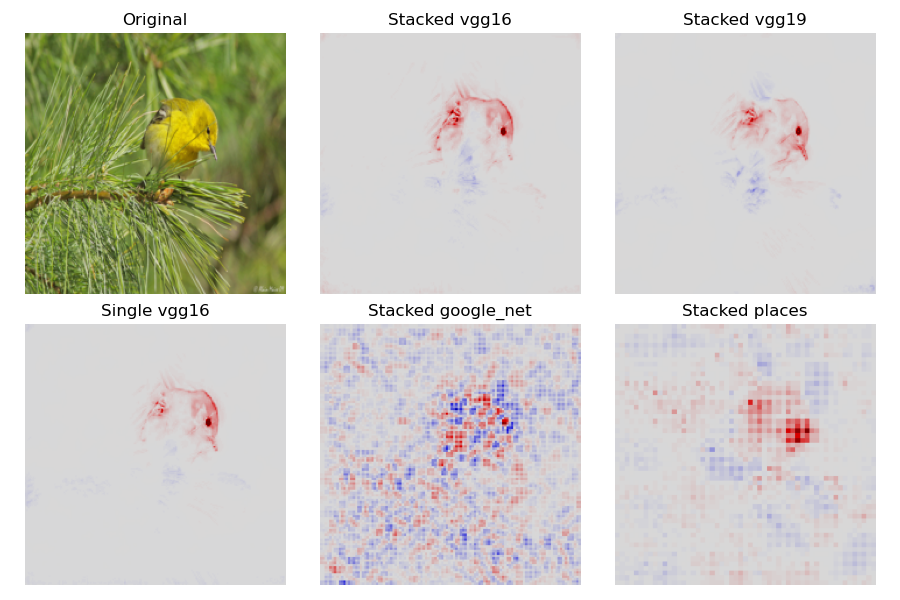 Original
Stacked vgg16
Stacked vgg19
Single vgg16
Stacked google_net
Stacked places